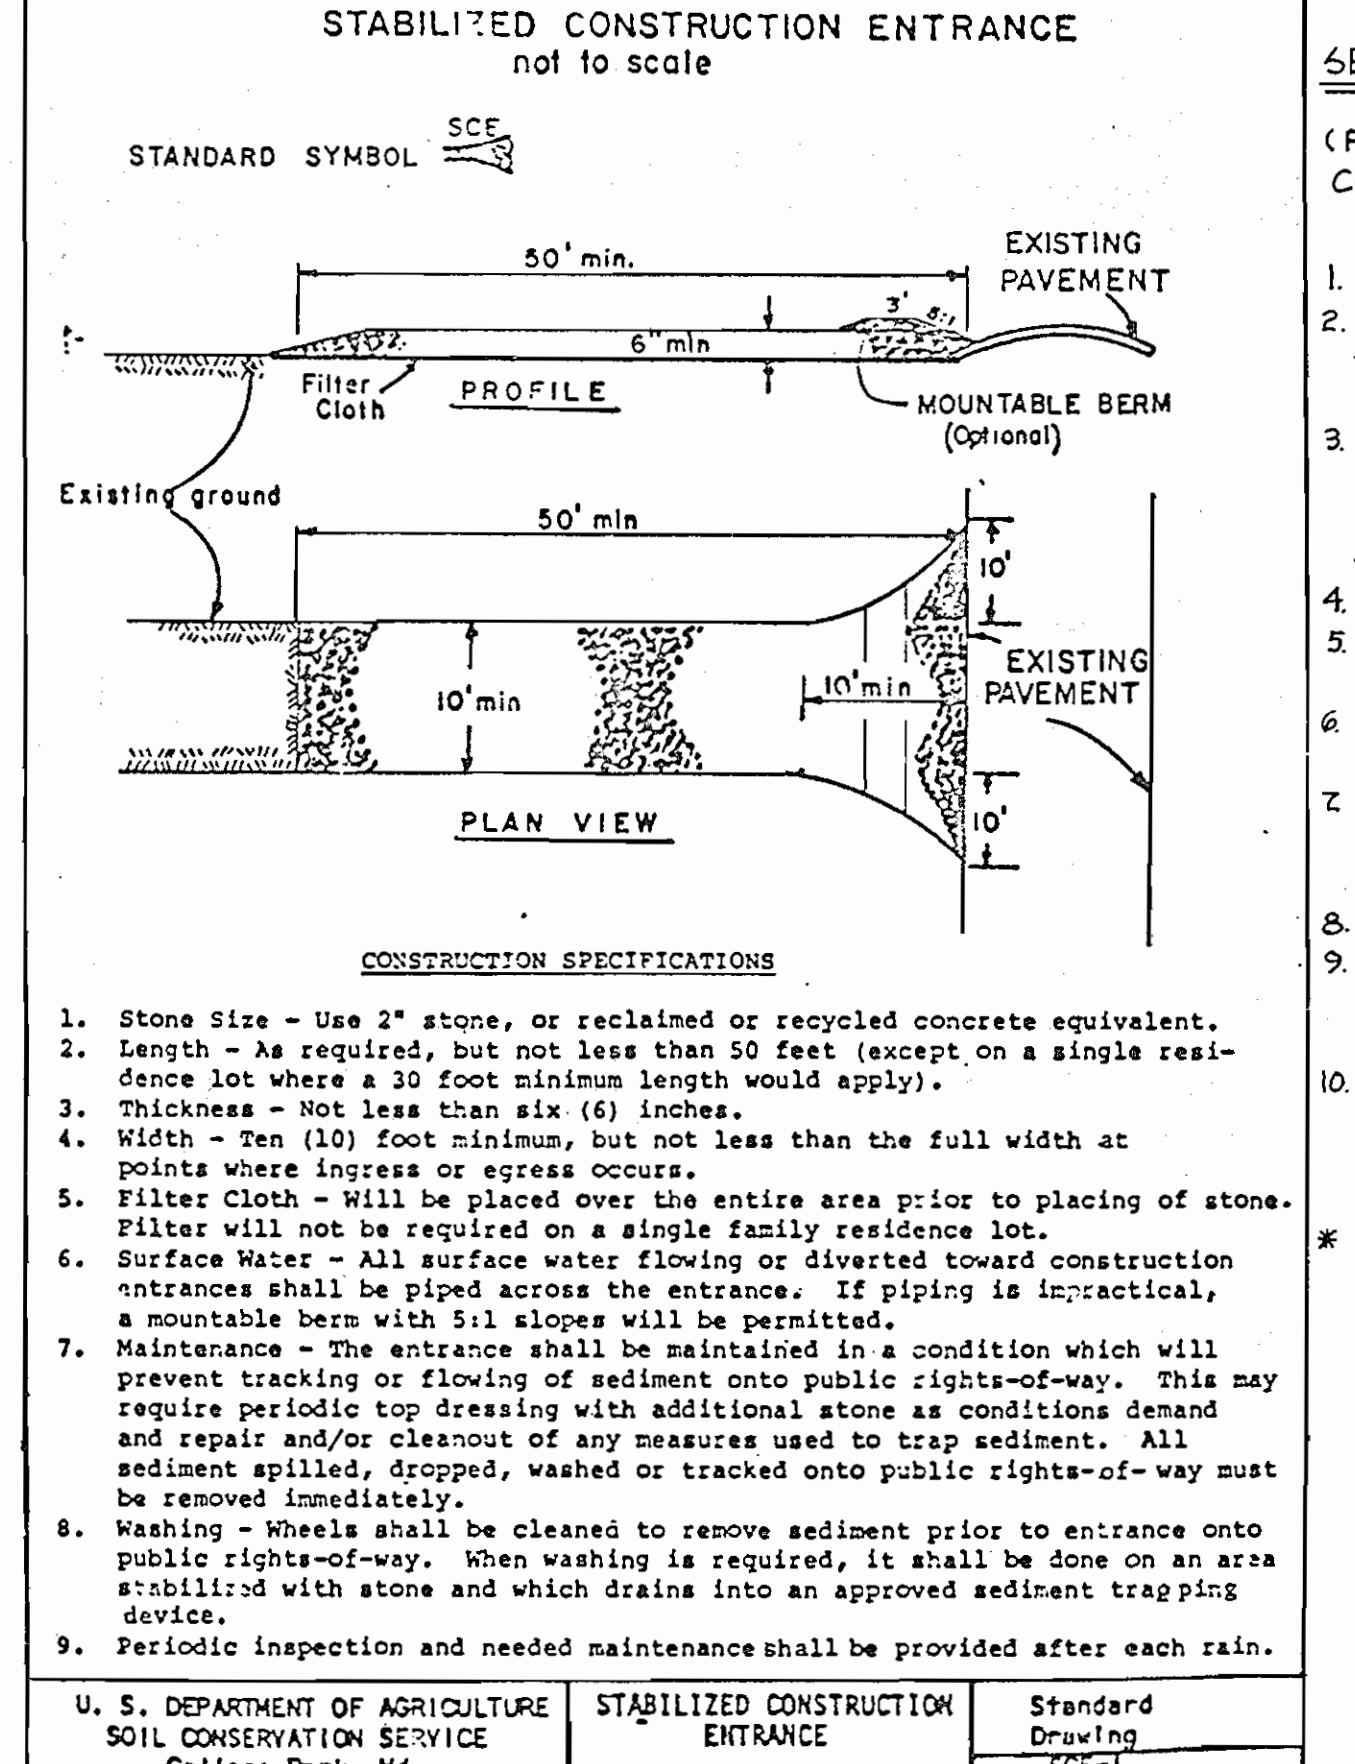 STABILIZED CONSTRUCTION ENTRANCE
not to scale
SCE
STANDARD SYMBOL
EXISTING
PAVEMENT
50' min.
3'
6" min
Filter
Cloth
PROFILE
MOUNTABLE BERM
(Optional)
Existing ground
50' min
10'
10' min
10' min
EXISTING
PAVEMENT
10'
PLAN VIEW
CONSTRUCTION SPECIFICATIONS
1. Stone Size - Use 2" stone, or reclaimed or recycled concrete equivalent.
2. Length - As required, but not less than 50 feet (except on a single resi-
dence lot where a 30 foot minimum length would apply).
3. Thickness - Not less than six (6) inches.
4. Width - Ten (10) foot minimum, but not less than the full width at
points where ingress or egress occurs.
5. Filter Cloth - Will be placed over the entire area prior to placing of stone.
Filter will not be required on a single family residence lot.
6. Surface Water - All surface water flowing or diverted toward construction
entrances shall be piped across the entrance. If piping is impractical,
a mountable berm with 5:1 slopes will be permitted.
7. Maintenance - The entrance shall be maintained in a condition which will
prevent tracking or flowing of sediment onto public rights-of-way. This may
require periodic top dressing with additional stone as conditions demand
and repair and/or cleanout of any measures used to trap sediment. All
sediment spilled, dropped, washed or tracked onto public rights-of-way must
be removed immediately.
8. Washing - Wheels shall be cleaned to remove sediment prior to entrance onto
public rights-of-way. When washing is required, it shall be done on an area
stabilized with stone and which drains into an approved sediment trapping
device.
9. Periodic inspection and needed maintenance shall be provided after each rain.
U. S. DEPARTMENT OF AGRICULTURE
SOIL CONSERVATION SERVICE
STABILIZED CONSTRUCTION
ENTRANCE
Standard
Drawing
1.
2.
3.
4.
5.
6.
7.
8.
9.
10.
*